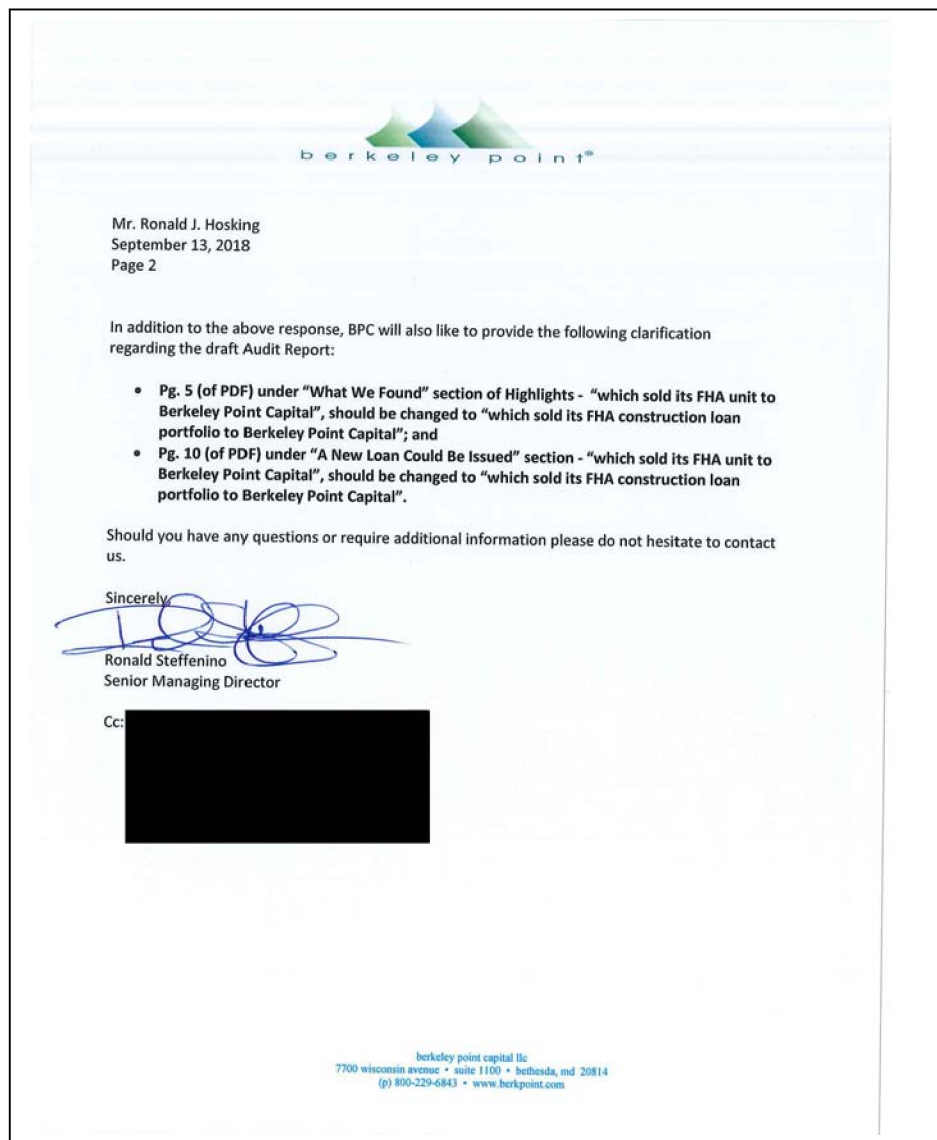 berkeley point®
Mr. Ronald J. Hosking
September 13, 2018
Page 2
In addition to the above response, BPC will also like to provide the following clarification
regarding the draft Audit Report:
• Pg. 5 (of PDF) under “What We Found” section of Highlights - “which sold its FHA unit to
Berkeley Point Capital”, should be changed to “which sold its FHA construction loan
portfolio to Berkeley Point Capital”; and
• Pg. 10 (of PDF) under “A New Loan Could Be Issued” section - “which sold its FHA unit to
Berkeley Point Capital”, should be changed to “which sold its FHA construction loan
portfolio to Berkeley Point Capital”.
Should you have any questions or require additional information please do not hesitate to contact
us.
Sincerely,
Ronald Steffenino
Senior Managing Director
Cc:
berkeley point capital llc
7700 wisconsin avenue • suite 1100 • bethesda, md 20814
(p) 800-229-6843 • www.berkpoint.com